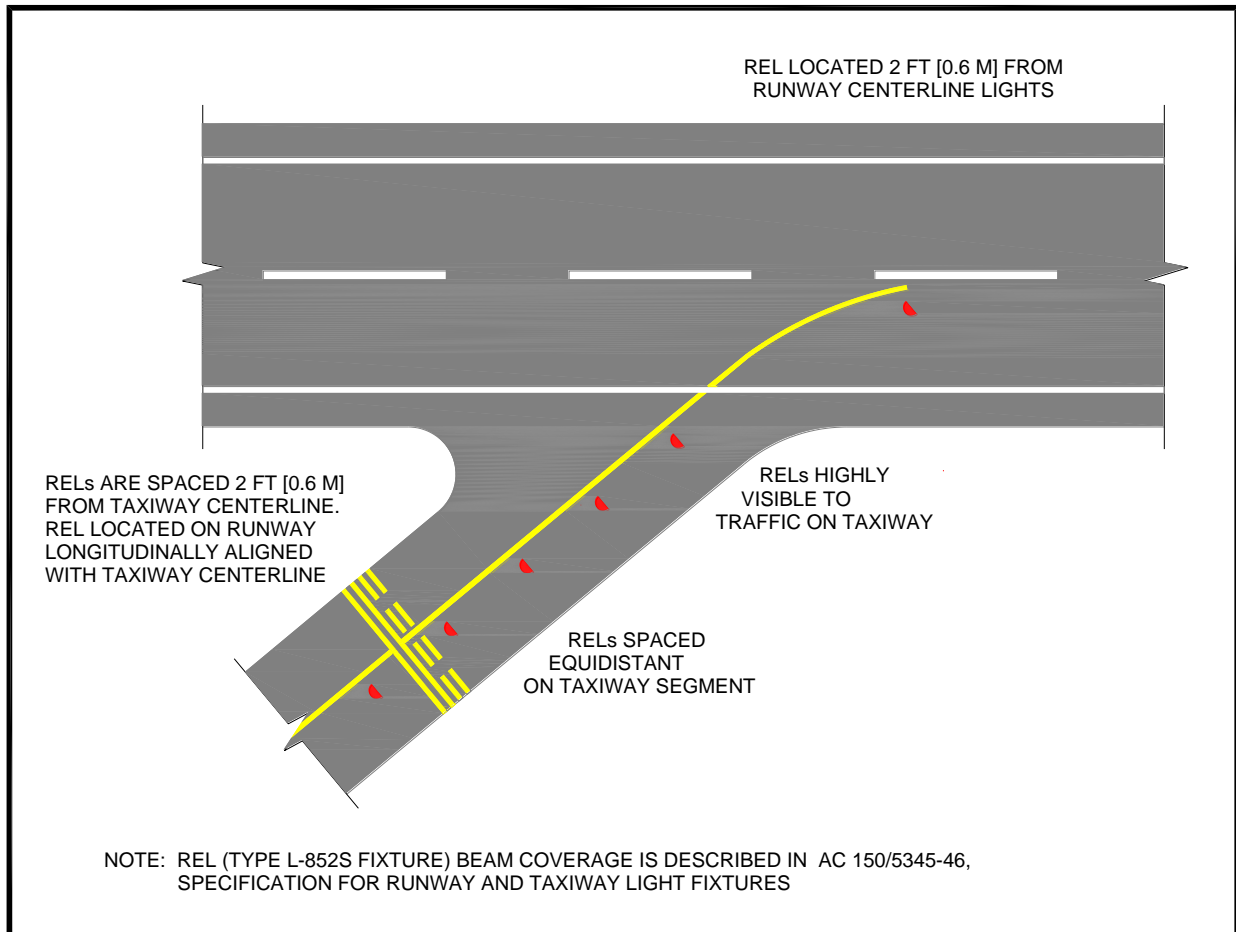 REL LOCATED 2 FT [0.6 M] FROM
RUNWAY CENTERLINE LIGHTS
RELs ARE SPACED 2 FT [0.6 M]
FROM TAXIWAY CENTERLINE.
REL LOCATED ON RUNWAY
LONGITUDINALLY ALIGNED
WITH TAXIWAY CENTERLINE
RELs HIGHLY
VISIBLE TO
TRAFFIC ON TAXIWAY
RELs SPACED
EQUIDISTANT
ON TAXIWAY SEGMENT
NOTE: REL (TYPE L-852S FIXTURE) BEAM COVERAGE IS DESCRIBED IN AC 150/5345-46,
SPECIFICATION FOR RUNWAY AND TAXIWAY LIGHT FIXTURES